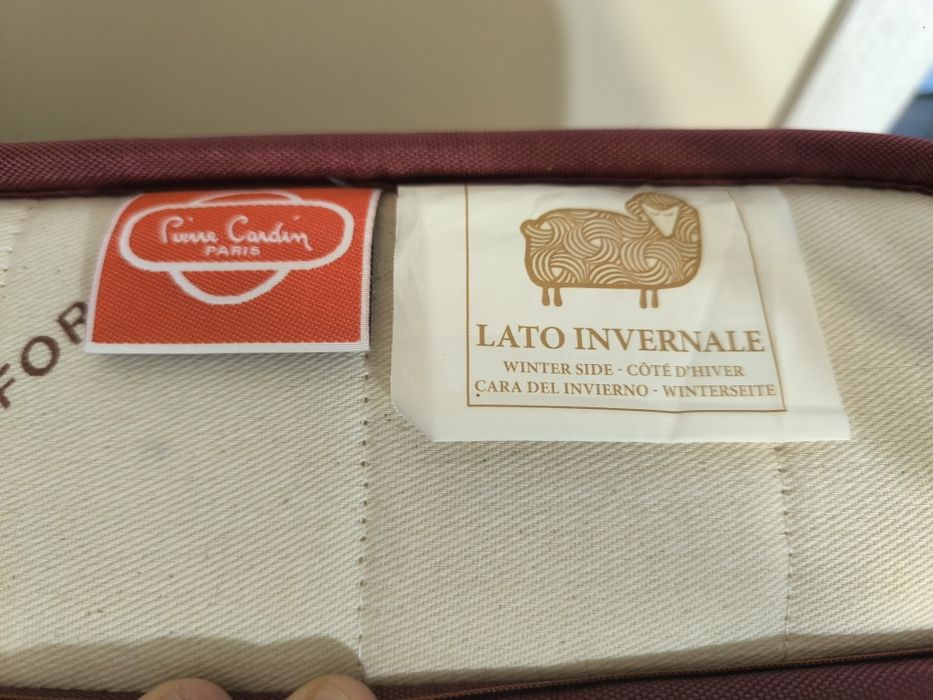 FOR
Pierre Cardin
PARIS
LATO INVERNALE
WINTER SIDE - CÔTÉ D'HIVER
CARA DEL INVIERNO - WINTERSEITE